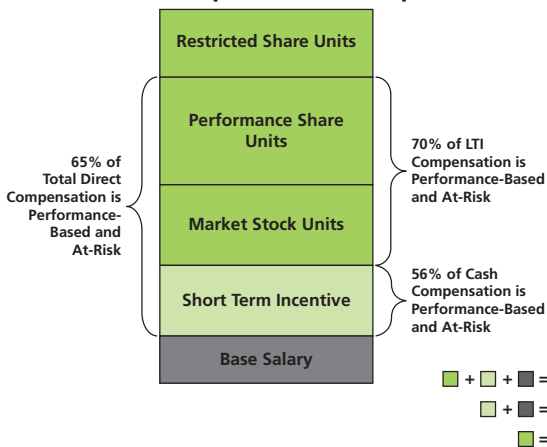 Restricted Share Units
Performance Share
Units
Market Stock Units
Short Term Incentive
Base Salary
65% of
Total Direct
Compensation is
Performance-
Based and
At-Risk
70% of LTI
Compensation is
Performance-Based
and At-Risk
56% of Cash
Compensation is
Performance-Based
and At-Risk
+ + =
+ =
=